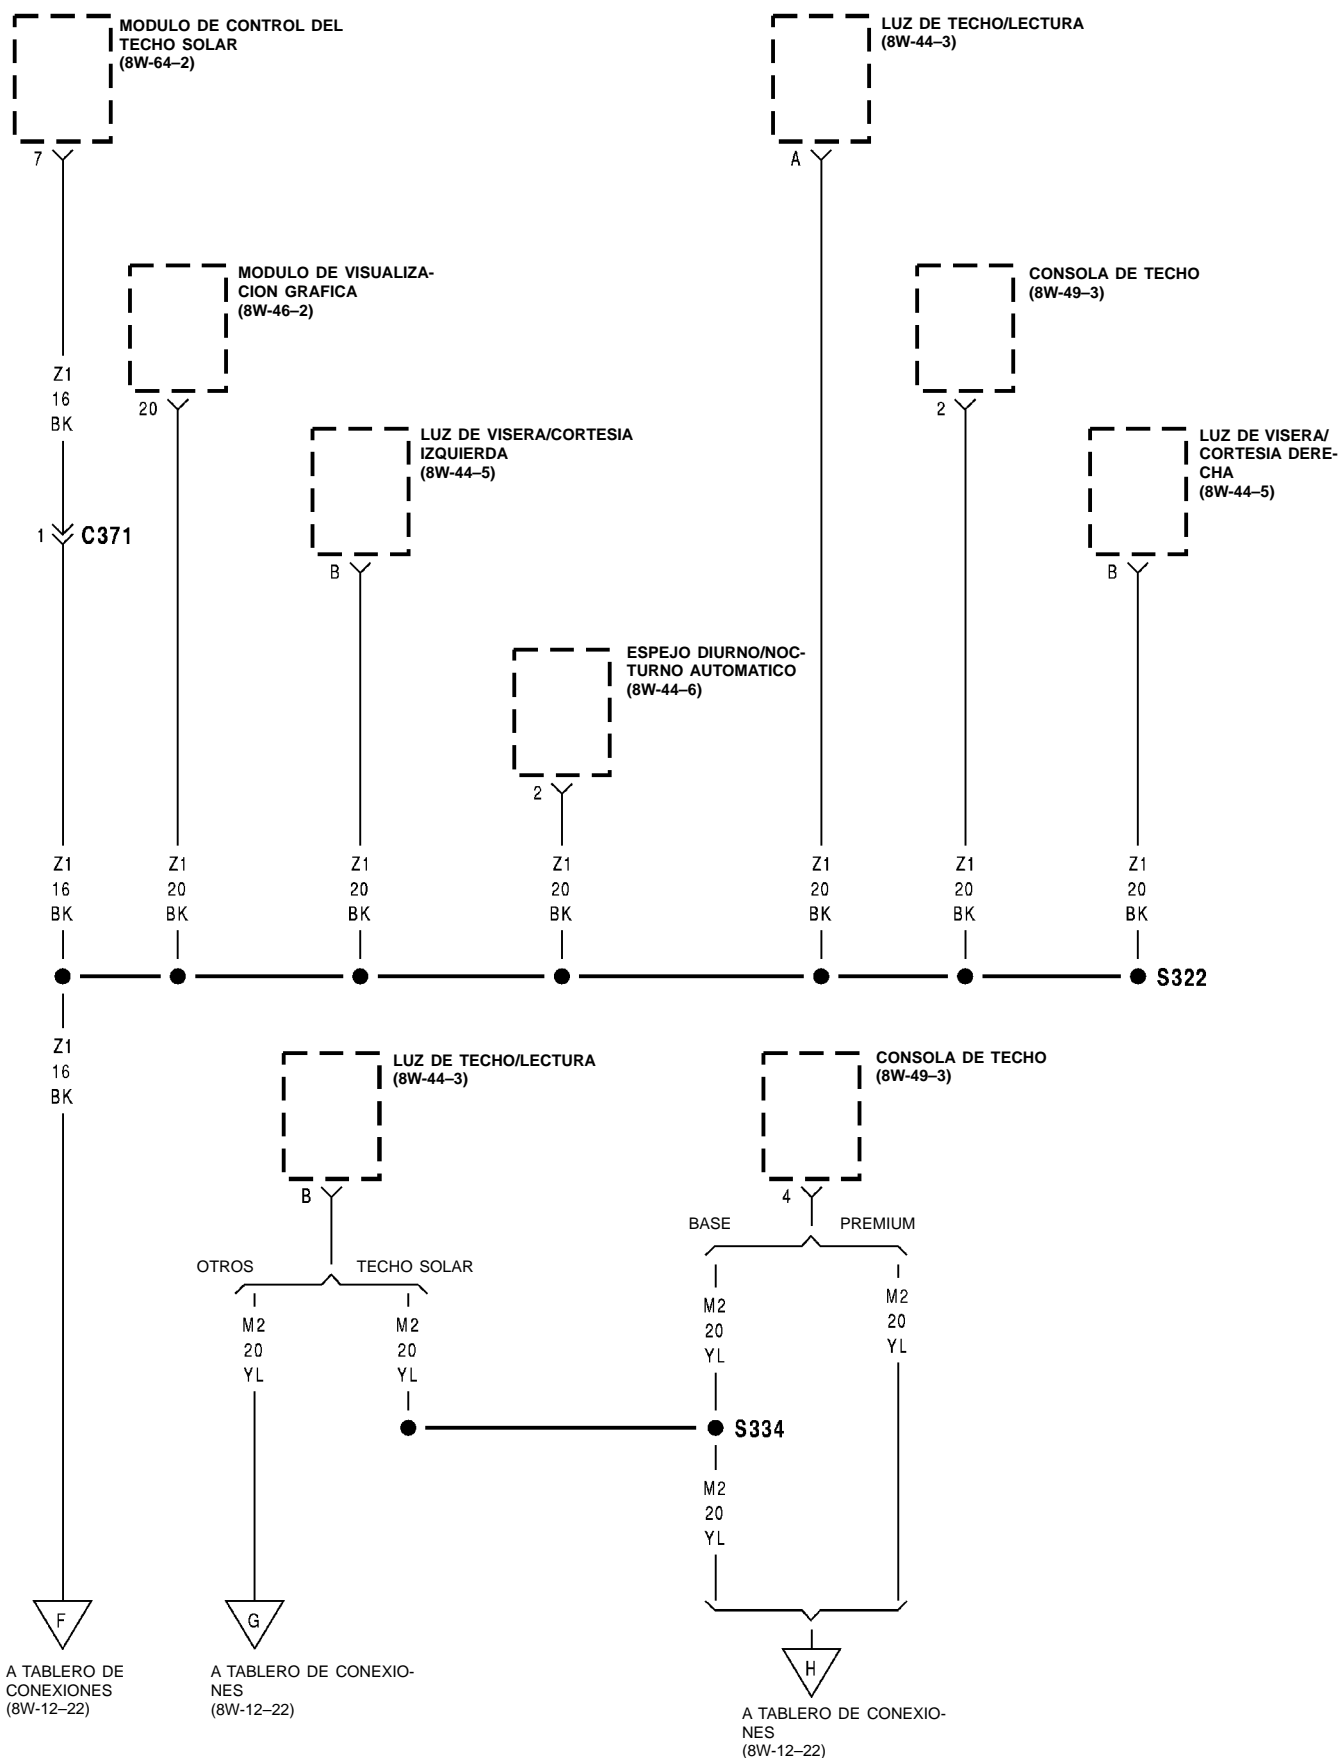 MODULO DE CONTROL DEL
TECHO SOLAR
(8W-64–2)
7
LUZ DE TECHO/LECTURA
(8W-44–3)
A
MODULO DE VISUALIZA-
CION GRAFICA
(8W-46–2)
20
CONSOLA DE TECHO
(8W-49–3)
2
Z1
16
BK
LUZ DE VISERA/CORTESIA
IZQUIERDA
(8W-44–5)
B
LUZ DE VISERA/
CORTESIA DERE-
CHA
(8W-44–5)
B
1 C371
ESPEJO DIURNO/NOC-
TURNO AUTOMATICO
(8W-44–6)
2
Z1 Z1 Z1 Z1 Z1 Z1 Z1
16 20 20 20 20 20 20
BK BK BK BK BK BK BK
S322
Z1
16
BK
LUZ DE TECHO/LECTURA
(8W-44–3)
B
CONSOLA DE TECHO
(8W-49–3)
4
BASE PREMIUM
OTROS TECHO SOLAR
M2
20
YL
M2
20
YL
M2
20
YL
M2
20
YL
S334
M2
20
YL
F
A TABLERO DE
CONEXIONES
(8W-12–22)
G
A TABLERO DE CONEXIO-
NES
(8W-12–22)
H
A TABLERO DE CONEXIO-
NES
(8W-12–22)